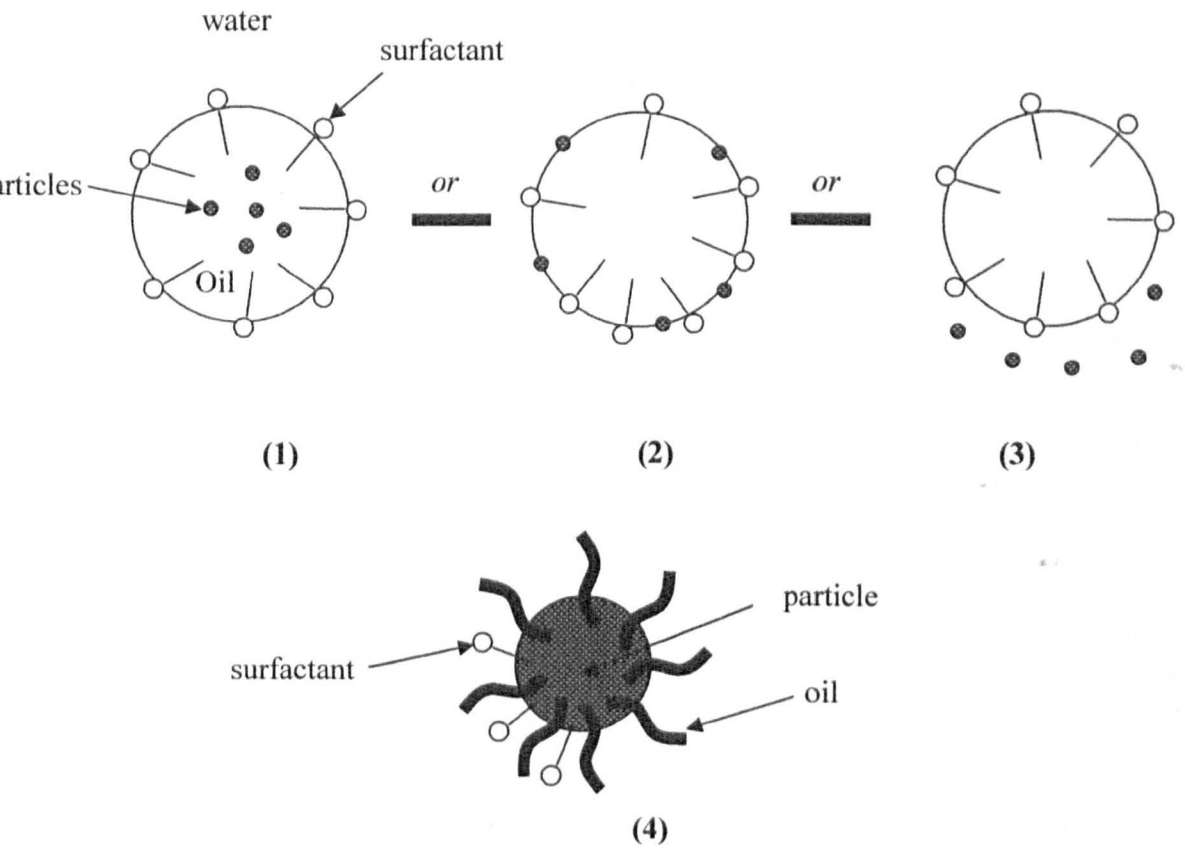 water
surfactant
articles
or
or
Oil
(1)
(2)
(3)
particle
surfactant
oil
(4)